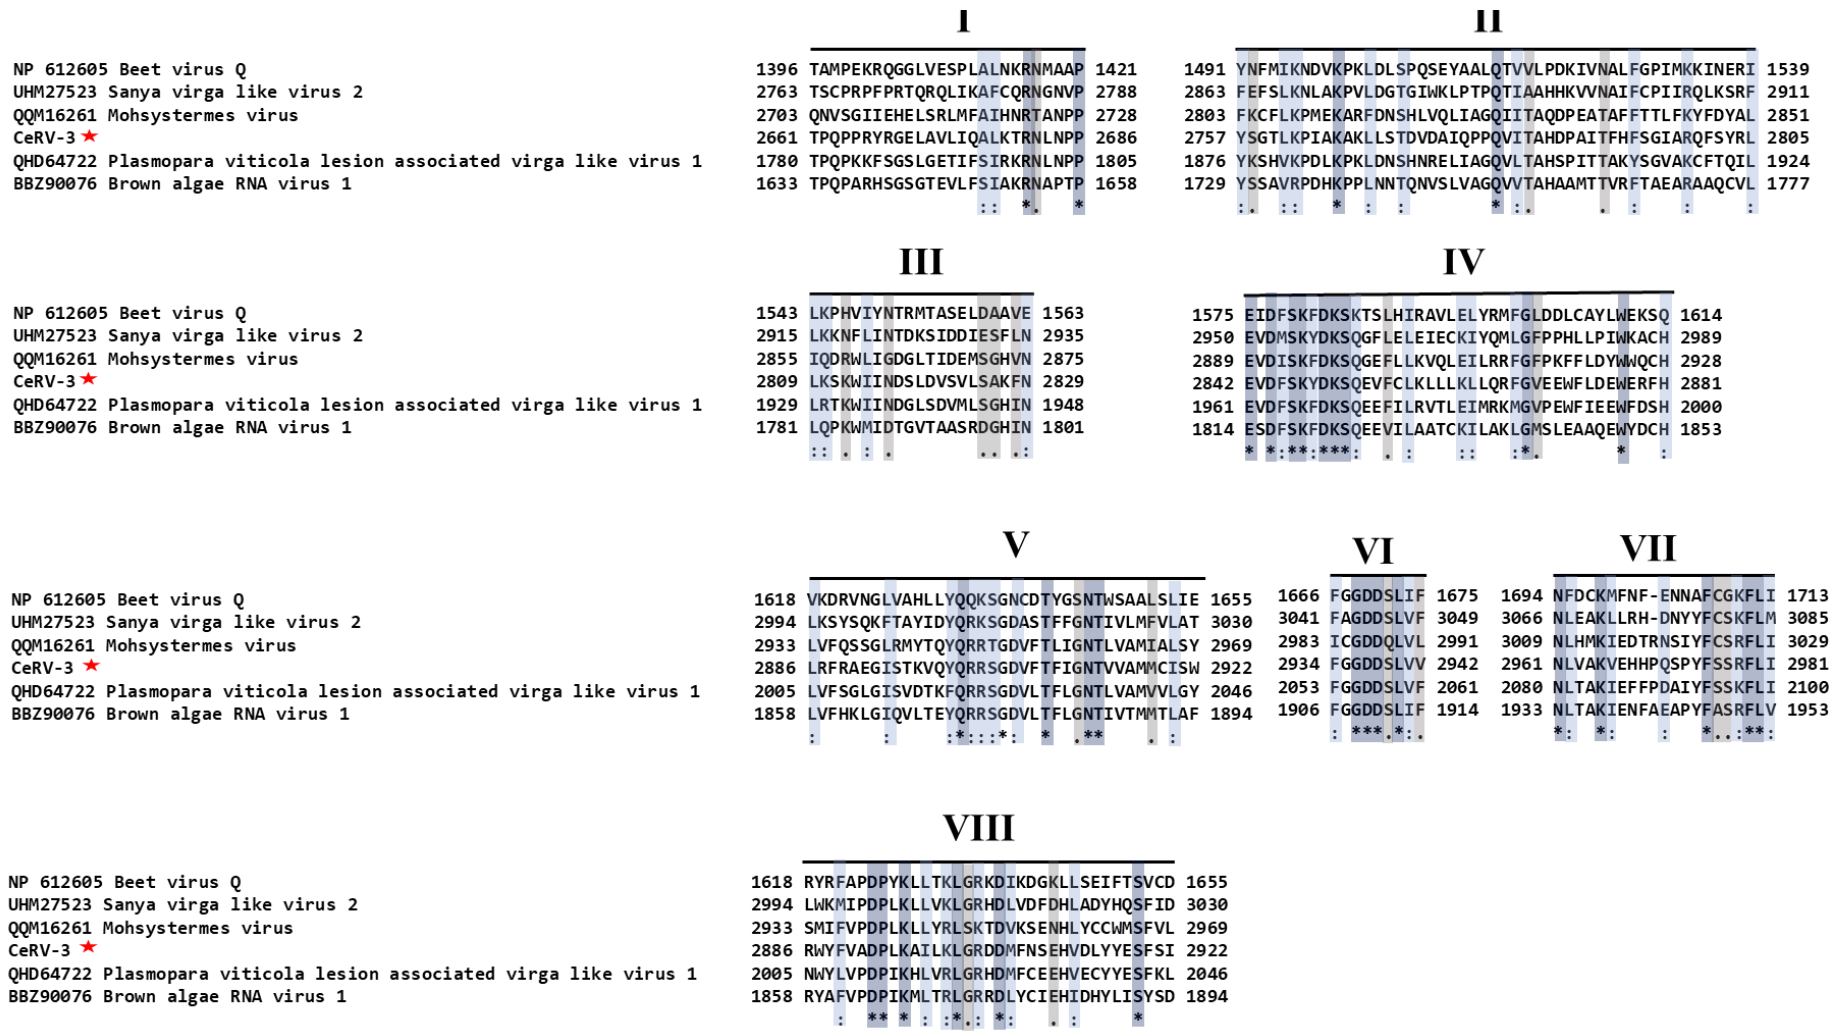 I II
NP 612605 Beet virus Q 1396 TAMPEKRQGGLVESPLALNKRNMAAP 1421 1491 YNFMIKNDVKPKLDLSPQSEYAALQTVVLPDKIVNALFGPIMKKINERI 1539
UHM27523 Sanya virga like virus 2 2763 TSCPRPFPRTQRQLIKAFCQRNGNVP 2788 2863 FEFSLKNLAKPVLDGTGIWKLPTPQTIAAHHKVVNAIFCPIIRQLKSRF 2911
QQM16261 Mohsystermes virus 2703 QNVSGIIEHELSRLMFAIHNRTANPP 2728 2803 FKCFLKPMEKARFDNSHLVQLIAGQIITAQDPEATAFFTTLFKYFDYAL 2851
CeRV-3 2661 TPQPPRYRGELAVLIQALKTRNLNPP 2686 2757 YSGTLKPIAKAKLLSTDVDAIQPPQVITAHDPAITFHFSGIARQFSYRL 2805
QHD64722 Plasmopara viticola lesion associated virga like virus 1 1780 TPQPKKFSGSLGETIFSIRKRNLNPP 1805 1876 YKSHVKPDLKPKLDNSHNRELIAGQVLTAHSPITTAKYSGVAKCFTQIL 1924
BBZ90076 Brown algae RNA virus 1 1633 TPQPARHSGSGTEVLFSIAKRNAPTP 1658 1729 YSSAVRPDHKPPLNNTQNVSLVAGQVVTAHAAMTTVRFTAEARAAQCVL 1777
:: *. * :. :: * : : * :. . : : :
III IV
NP 612605 Beet virus Q 1543 LKPHVIYNTRMTASELDAAVE 1563 1575 EIDFSKFDKSKTSLHIRAVLELYRMFGLDDLCAYLWEKSQ 1614
UHM27523 Sanya virga like virus 2 2915 LKKNFLINTDKSIDDIESFLN 2935 2950 EVDMSKYDKSQGFLELEIECKIYQMLGFPPHLLPIWKACH 2989
QQM16261 Mohsystermes virus 2855 IQDRWLIGDGLTIDEMSGHVN 2875 2889 EVDFSKYDKSQGEFLLKVQLEILRRFGFPKFFLDYWWQCH 2928
CeRV-3 2809 LKSKWIINDSLDVSVLSAKFN 2829 2842 EVDFSKYDKSQEVFCLKLLLKLLQRFGVEEWFLDEWERFH 2881
QHD64722 Plasmopara viticola lesion associated virga like virus 1 1929 LRTKWIINDGLSDVMLSGHIN 1948 1961 EVDFSKFDKSQEEFILRVTLEIMRKMGVPEWFIEEWFDSH 2000
BBZ90076 Brown algae RNA virus 1 1781 LQPKWMIDTGVTAASRDGHIN 1801 1814 ESDFSKFDKSQEEVILAATCKILAKLGMSLEAAQEWYDCH 1853
:: . : . .. .: * *:**:***: . : :: :*. * :
V VI VII
NP 612605 Beet virus Q 1618 VKDRVNGLVAHLLYQQKSGNCDTYGSNTWSAALSLIE 1655 1666 FGGDDSLIF 1675 1694 NFDCKMFNF-ENNAFCGKFLI 1713
UHM27523 Sanya virga like virus 2 2994 LKSYSQKFTAYIDYQRKSGDASTFFGNTIVLMFVLAT 3030 3041 FAGDDSLVF 3049 3066 NLEAKLLRH-DNYYFCSKFLM 3085
QQM16261 Mohsystermes virus 2933 LVFQSSGLRMYTQYQRRTGDVFTLIGNTLVAMIALSY 2969 2983 ICGDDQLVL 2991 3009 NLHMKIEDTRNSIYFCSRFLI 3029
CeRV-3 2886 LRFRAEGISTKVQYQRRSGDVFTFIGNTVVAMMCISW 2922 2934 FGGDDSLVV 2942 2961 NLVAKVEHHPQSPYFSSRFLI 2981
QHD64722 Plasmopara viticola lesion associated virga like virus 1 2005 LVFSGLGISVDTKFQRRSGDVLTFLGNTLVAMVVLGY 2046 2053 FGGDDSLVF 2061 2080 NLTAKIEFFPDAIYFSSKFLI 2100
BBZ90076 Brown algae RNA virus 1 1858 LVFHKLGIQVLTEYQRRSGDVLTFLGNTIVTMMTLAF 1894 1906 FGGDDSLIF 1914 1933 NLTAKIENFAEAPYFASRFLV 1953
: : :*:::*: * .** . : : ***.*:. *: *: : *..:**:
VIII
NP 612605 Beet virus Q 1618 RYRFAPDPYKLLTKLGRKDIKDGKLLSEIFTSVCD 1655
UHM27523 Sanya virga like virus 2 2994 LWKMIPDPLKLLVKLGRHDLVDFDHLADYHQSFID 3030
QQM16261 Mohsystermes virus 2933 SMIFVPDPLKLLYRLSKTDVKSENHLYCCWMSFVL 2969
CeRV-3 2886 RWYFVADPLKAILKLGRDDMFNSEHVDLYYESFSI 2922
QHD64722 Plasmopara viticola lesion associated virga like virus 1 2005 NWYLVPDPIKHLVRLGRHDMFCEEHVECYYESFKL 2046
BBZ90076 Brown algae RNA virus 1 1858 RYAFVPDPIKMLTRLGRRDLYCIEHIDHYLISYSD 1894
: ** * : :*.: *: . : *